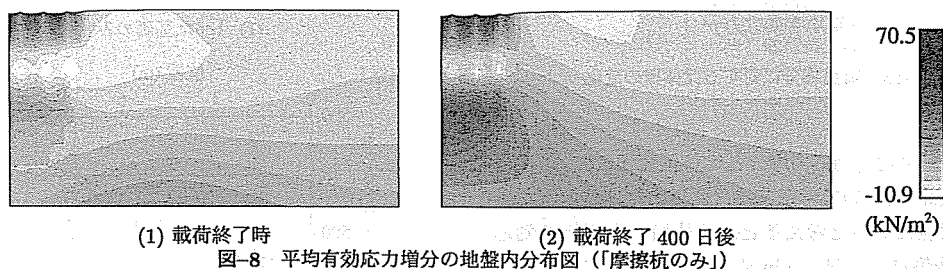 70.5
-10.9
(kN/m²)
(1) 載荷終了時
(2) 載荷終了 400 日後
図–8 平均有効応力増分の地盤内分布図（「摩擦杭のみ」）